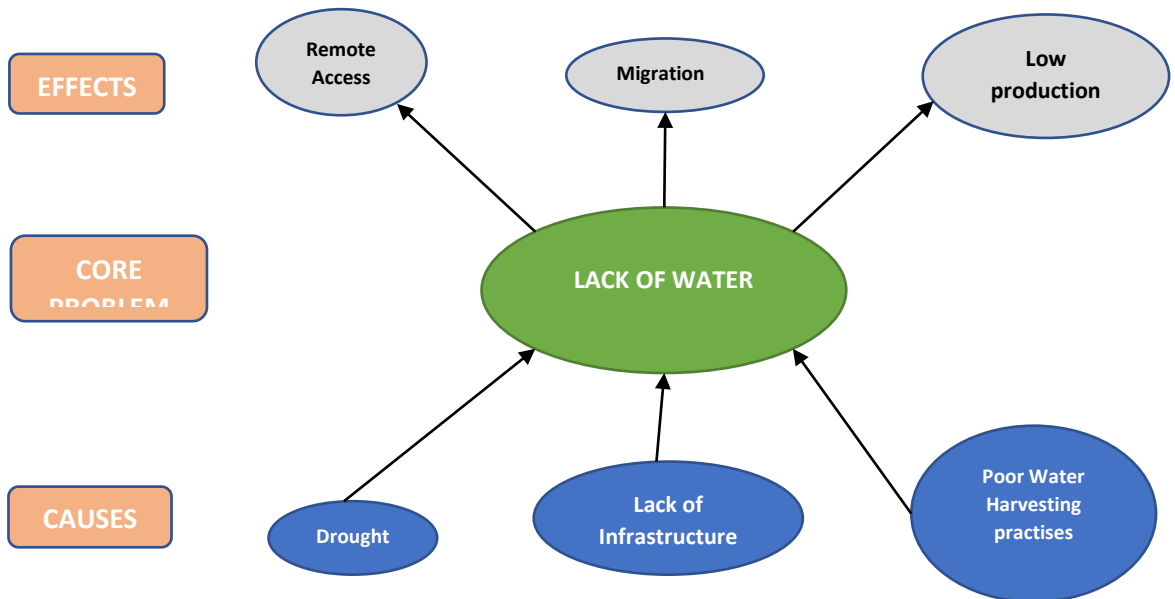 EFFECTS
Remote
Access
Migration
Low
production
CORE
PROBLEM
LACK OF WATER
CAUSES
Drought
Lack of
Infrastructure
Poor Water
Harvesting
practises